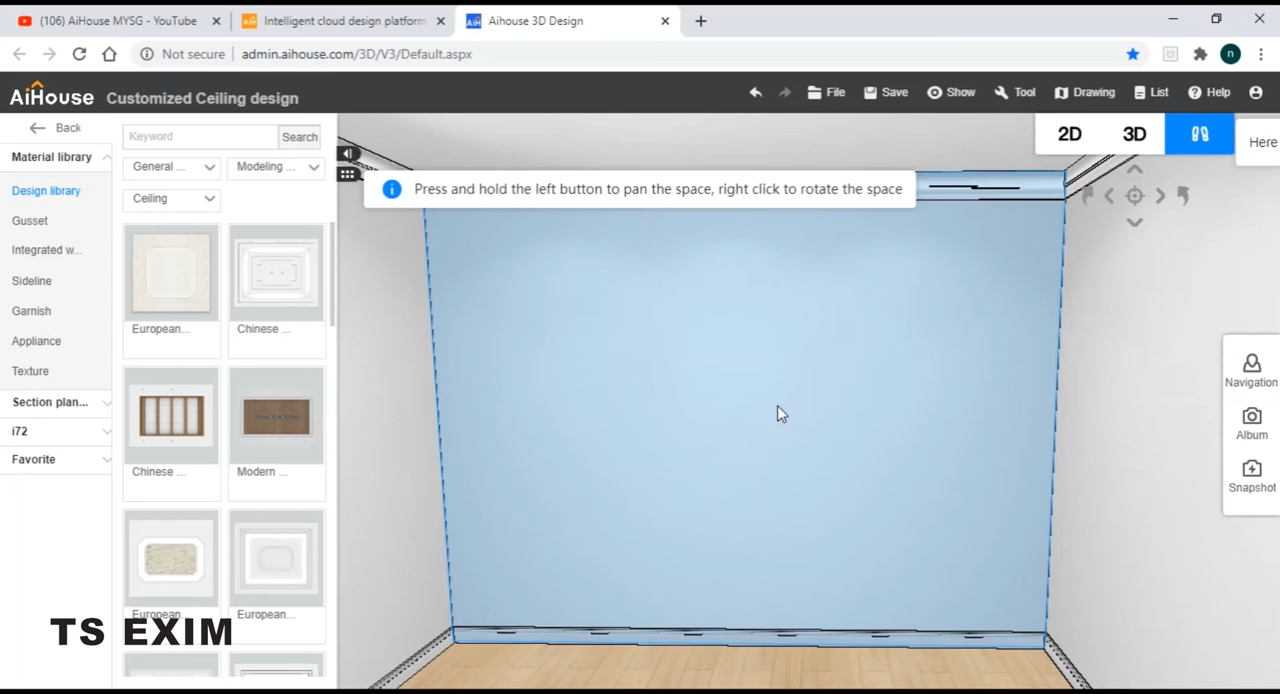 (106) AiHouse MYSG - YouTube
Intelligent cloud design platform
AiH
Aihouse 3D Design
Not secure
admin.aihouse.com/3D/V3/Default.aspx
n
AiHouse
Customized Ceiling design
File
Save
Show
Tool
Drawing
List
Help
Back
Keyword
Search
2D
3D
Here
Material library
General ...
Modeling ...
Press and hold the left button to pan the space, right click to rotate the space
Design library
Ceiling
Gusset
Integrated w...
Sideline
Garnish
European...
Chinese ...
Appliance
Texture
Navigation
Section plan...
i72
Album
Favorite
Chinese ...
Modern ...
Snapshot
European
European...
TS EXIM